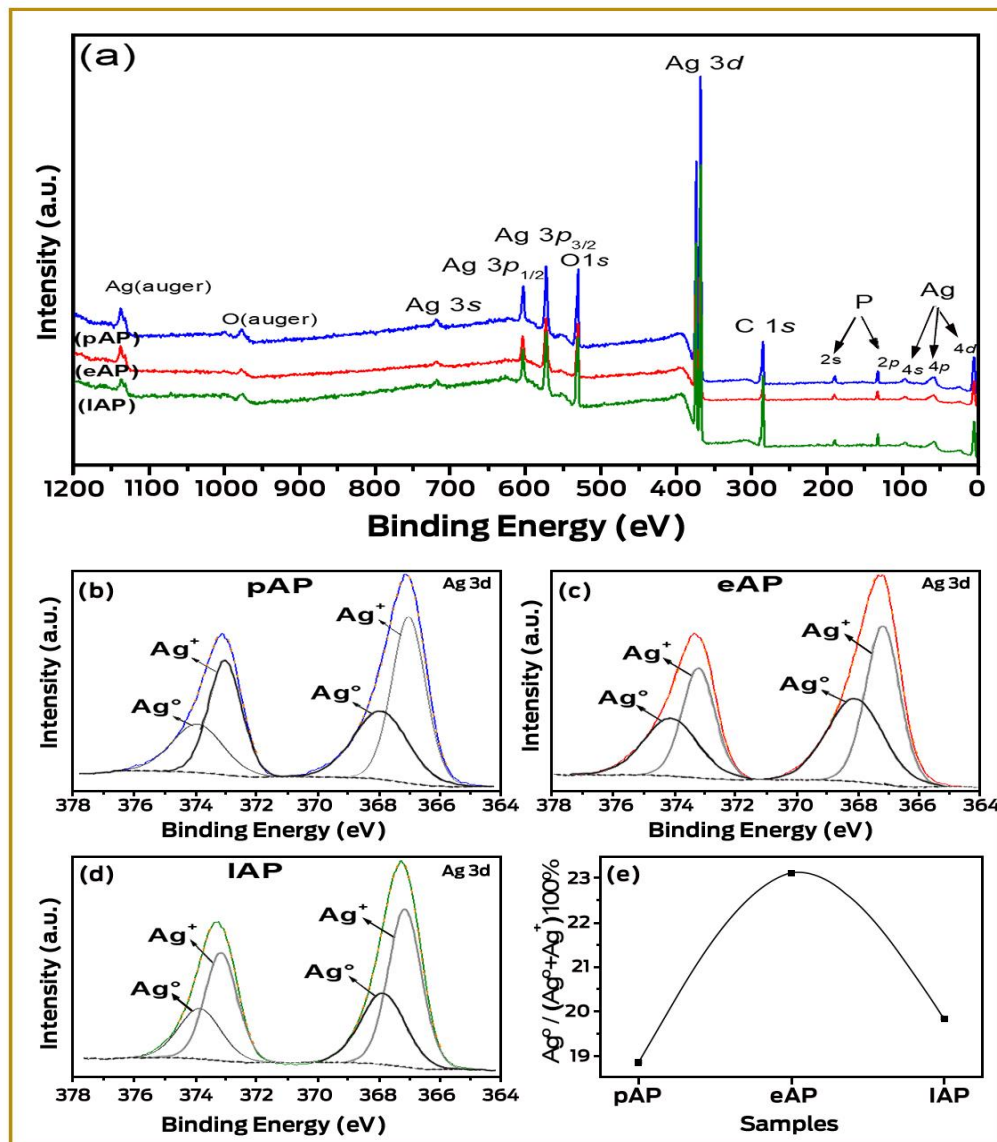 (a)
Ag 3d
Ag 3p3/2
Ag 3p1/2
O1s
Ag(auger)
O(auger)
Ag 3s
C 1s
P
Ag
2s
2p
4s
4p
4d
(pAP)
(eAP)
(IAP)
Intensity (a.u.)
1200 1100 1000 900 800 700 600 500 400 300 200 100 0
Binding Energy (eV)
(b)
pAP
Ag 3d
Ag+
Ag+
Ag°
Ag°
Intensity (a.u.)
378 376 374 372 370 368 366 364
Binding Energy (eV)
(c)
eAP
Ag 3d
Ag+
Ag+
Ag°
Ag°
Intensity (a.u.)
378 376 374 372 370 368 366 364
Binding Energy (eV)
(d)
IAP
Ag 3d
Ag+
Ag+
Ag°
Ag°
Intensity (a.u.)
378 376 374 372 370 368 366 364
Binding Energy (eV)
(e)
Ag° / (Ag°+Ag+)100%
23
22
21
20
19
pAP eAP IAP
Samples